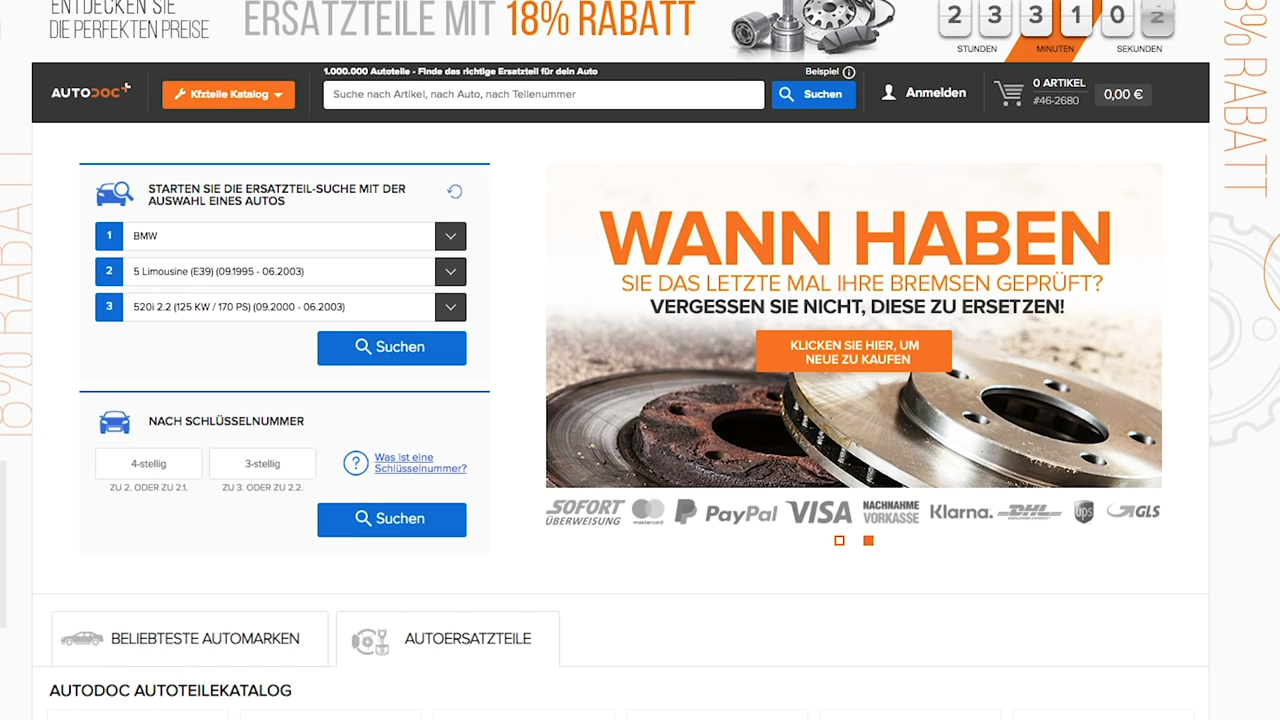 ENTDECKEN SIE
DIE PERFEKTEN PREISE
ERSATZTEILE MIT 18% RABATT
2 3 3 1 0 2
STUNDEN MINUTEN SEKUNDEN
1.000.000 Autoteile - Finde das richtige Ersatzteil für dein Auto
Beispiel
AUTODOC
Kfzteile Katalog
Suche nach Artikel, nach Auto, nach Teilenummer
Suchen
Anmelden
0 ARTIKEL
#46-2680
0,00 €
STARTEN SIE DIE ERSATZTEIL-SUCHE MIT DER
AUSWAHL EINES AUTOS
1 BMW
2 5 Limousine (E39) (09.1995 - 06.2003)
3 520i 2.2 (125 KW / 170 PS) (09.2000 - 06.2003)
Suchen
NACH SCHLÜSSELNUMMER
4-stellig
3-stellig
? Was ist eine
Schlüsselnummer?
ZU 2. ODER ZU 2.1.
ZU 3. ODER ZU 2.2.
Suchen
WANN HABEN
SIE DAS LETZTE MAL IHRE BREMSEN GEPRÜFT?
VERGESSEN SIE NICHT, DIESE ZU ERSETZEN!
KLICKEN SIE HIER, UM
NEUE ZU KAUFEN
SOFORT
ÜBERWEISUNG
mastercard
PayPal
VISA
NACHNAHME
VORKASSE
Klarna.
DHL
ups
GLS
BELIEBTESTE AUTOMARKEN
AUTOERSATZTEILE
AUTODOC AUTOTEILEKATALOG
18% RABATT
8% RABATT